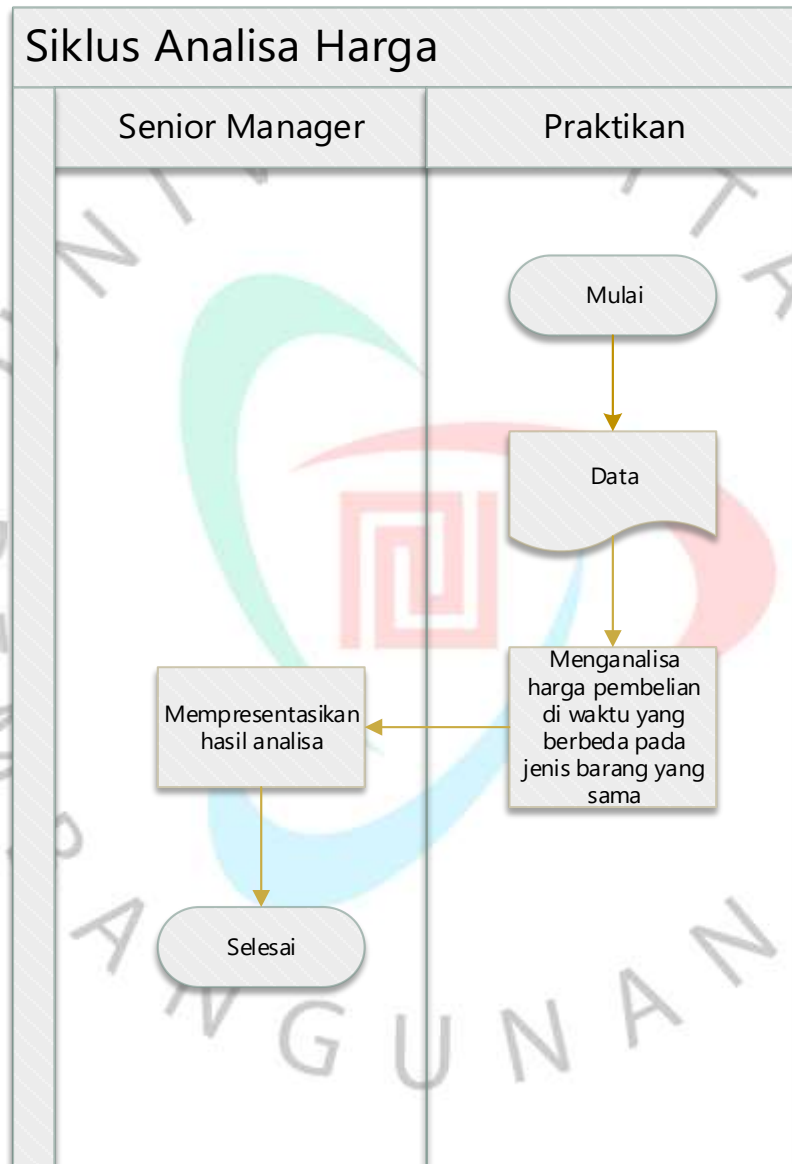 Siklus Analisa Harga
Senior Manager
Praktikan
Mulai
Data
Menganalisa
harga pembelian
di waktu yang
berbeda pada
jenis barang yang
sama
Mempresentasikan
hasil analisa
Selesai
ANGUNAN